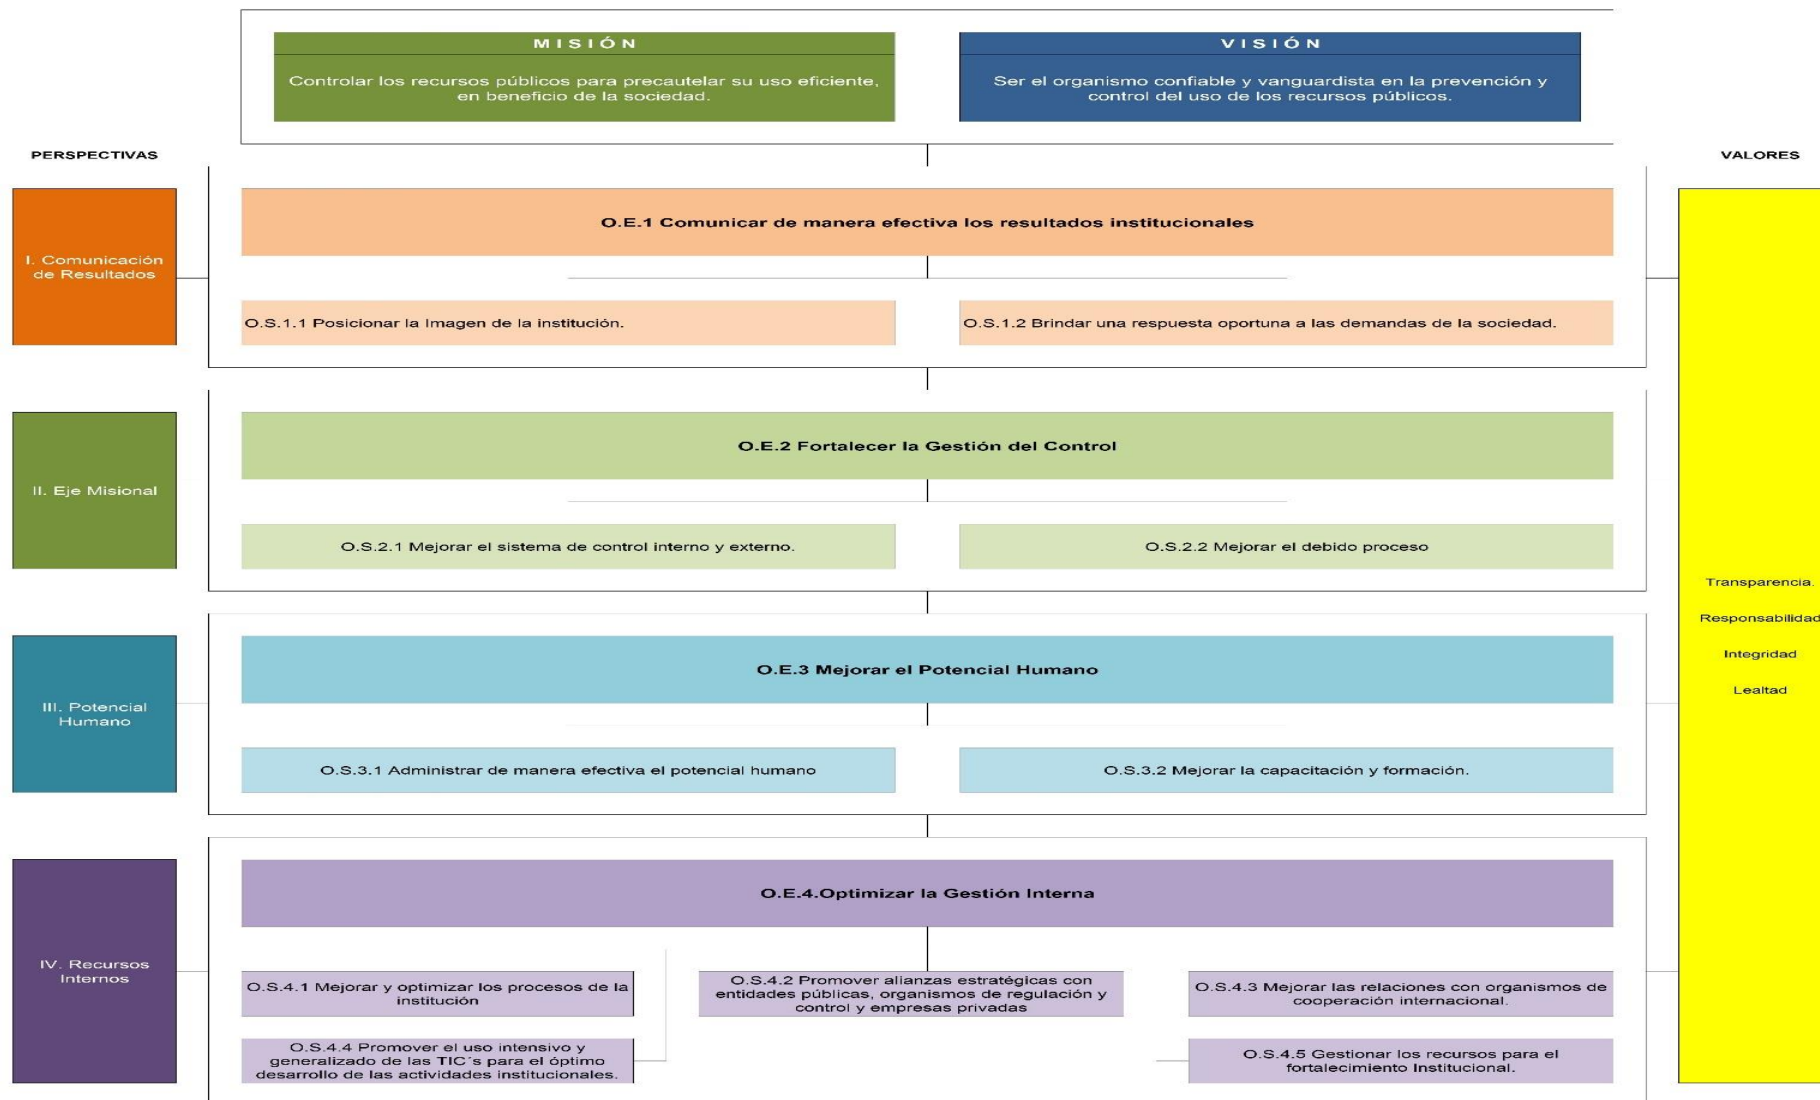 MISIÓN
Controlar los recursos públicos para precautelar su uso eficiente,
en beneficio de la sociedad.
VISIÓN
Ser el organismo confiable y vanguardista en la prevención y
control del uso de los recursos públicos.
PERSPECTIVAS
VALORES
I. Comunicación
de Resultados
O.E.1 Comunicar de manera efectiva los resultados institucionales
O.S.1.1 Posicionar la Imagen de la institución.
O.S.1.2 Brindar una respuesta oportuna a las demandas de la sociedad.
II. Eje Misional
O.E.2 Fortalecer la Gestión del Control
O.S.2.1 Mejorar el sistema de control interno y externo.
O.S.2.2 Mejorar el debido proceso
III. Potencial
Humano
O.E.3 Mejorar el Potencial Humano
O.S.3.1 Administrar de manera efectiva el potencial humano
O.S.3.2 Mejorar la capacitación y formación.
IV. Recursos
Internos
O.E.4.Optimizar la Gestión Interna
O.S.4.1 Mejorar y optimizar los procesos de la
institución
O.S.4.2 Promover alianzas estratégicas con
entidades públicas, organismos de regulación y
control y empresas privadas
O.S.4.3 Mejorar las relaciones con organismos de
cooperación internacional.
O.S.4.4 Promover el uso intensivo y
generalizado de las TIC´s para el óptimo
desarrollo de las actividades institucionales.
O.S.4.5 Gestionar los recursos para el
fortalecimiento Institucional.
Transparencia.
Responsabilidad
Integridad
Lealtad